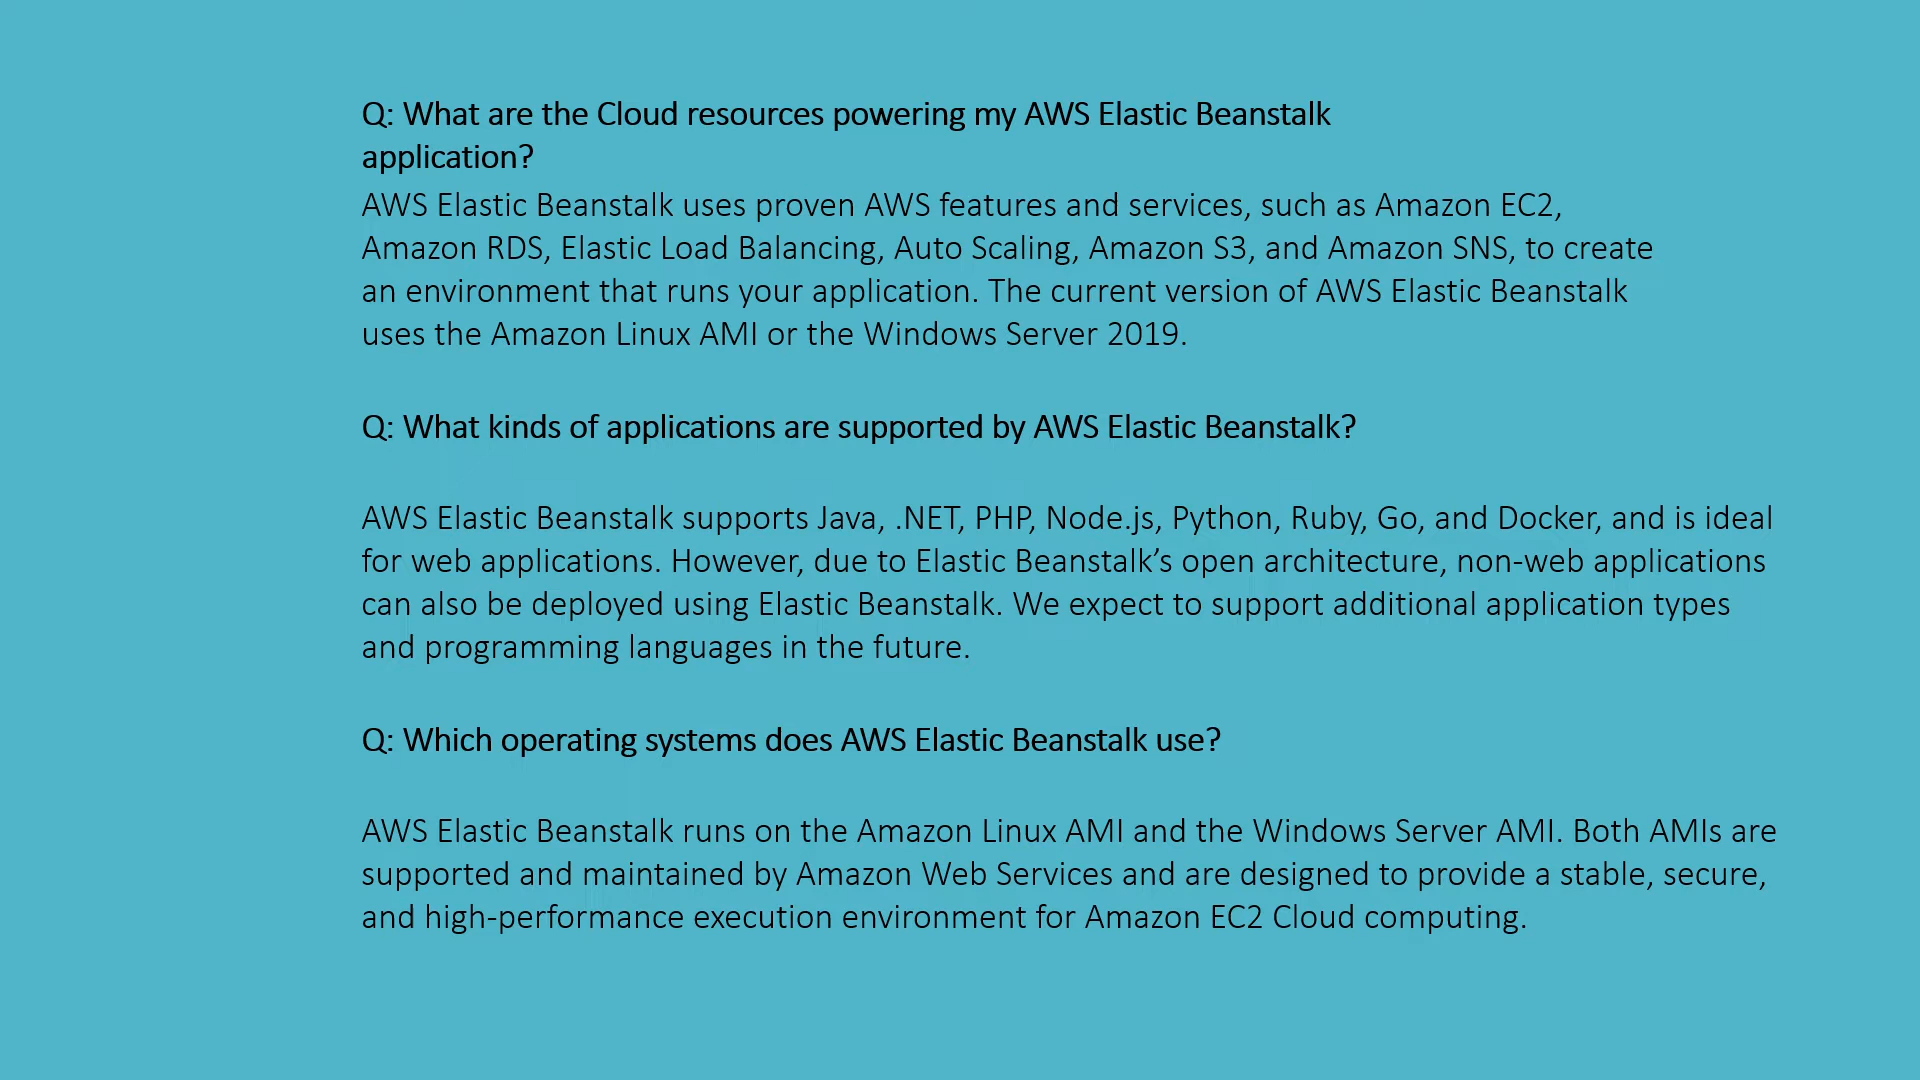 Q: What are the Cloud resources powering my AWS Elastic Beanstalk
application?
AWS Elastic Beanstalk uses proven AWS features and services, such as Amazon EC2,
Amazon RDS, Elastic Load Balancing, Auto Scaling, Amazon S3, and Amazon SNS, to create
an environment that runs your application. The current version of AWS Elastic Beanstalk
uses the Amazon Linux AMI or the Windows Server 2019.
Q: What kinds of applications are supported by AWS Elastic Beanstalk?
AWS Elastic Beanstalk supports Java, .NET, PHP, Node.js, Python, Ruby, Go, and Docker, and is ideal
for web applications. However, due to Elastic Beanstalk’s open architecture, non-web applications
can also be deployed using Elastic Beanstalk. We expect to support additional application types
and programming languages in the future.
Q: Which operating systems does AWS Elastic Beanstalk use?
AWS Elastic Beanstalk runs on the Amazon Linux AMI and the Windows Server AMI. Both AMIs are
supported and maintained by Amazon Web Services and are designed to provide a stable, secure,
and high-performance execution environment for Amazon EC2 Cloud computing.